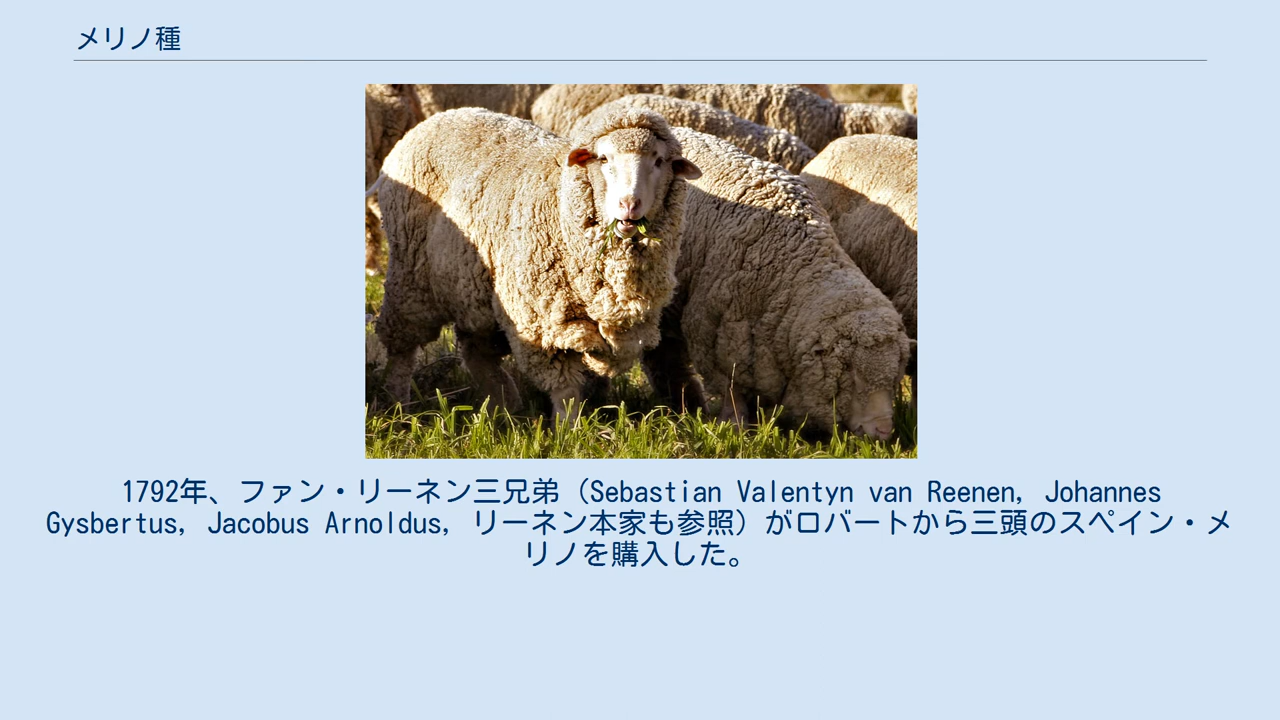 メリノ種
1792年、ファン・リーネン三兄弟（Sebastian Valentyn van Reenen, Johannes
Gysbertus, Jacobus Arnoldus, リーネン本家も参照）がロバートから三頭のスペイン・メ
リノを購入した。